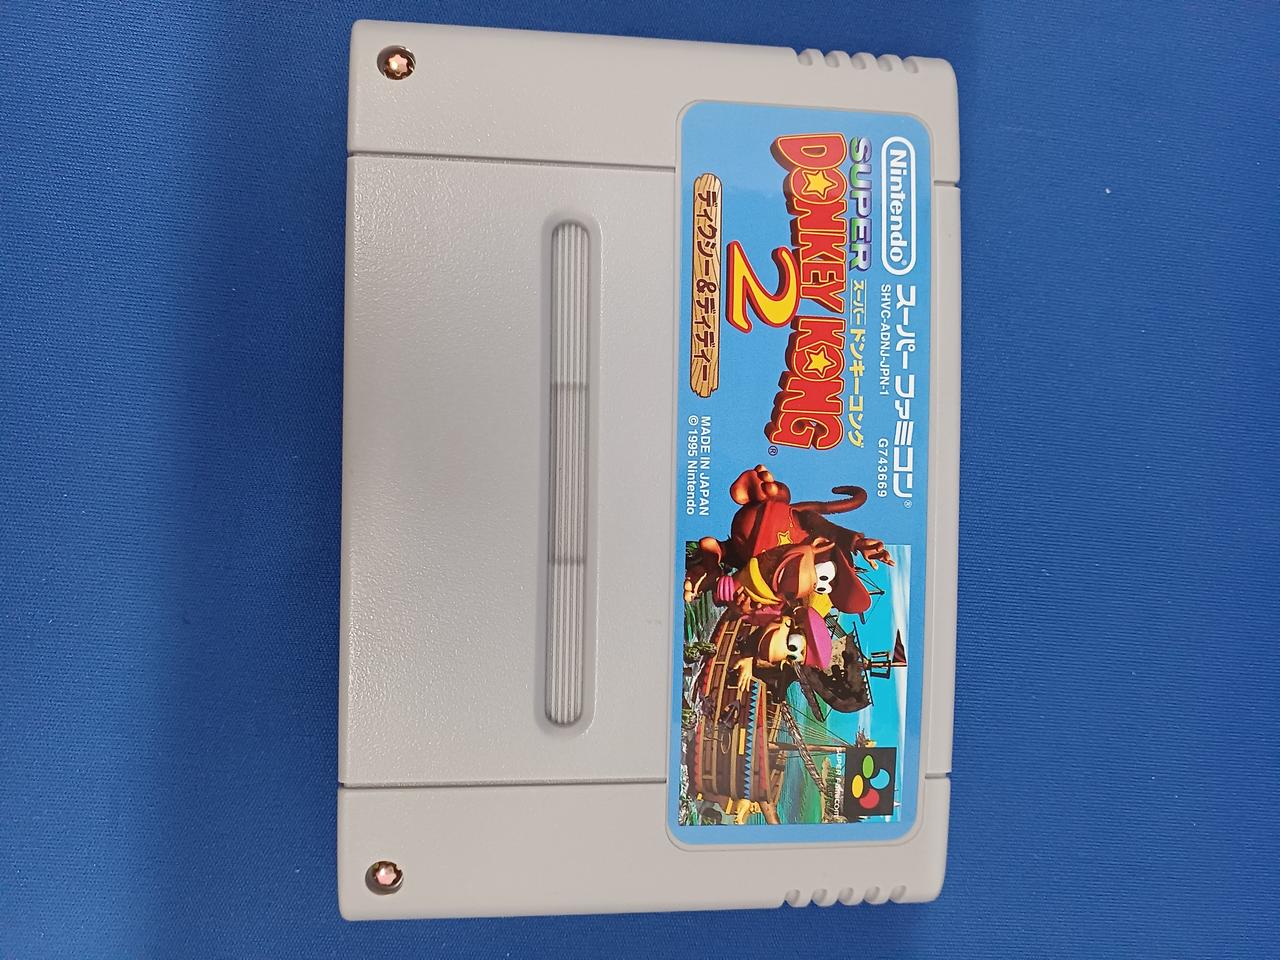 Nintendo®
スーパー ファミコン®
SHVC-ADNJ-JPN-1
G743669
SUPER スーパードンキーコング
DONKEY KONG®
2
ディクシー&ディディー
MADE IN JAPAN
© 1995 Nintendo
SUPER FAMICOM